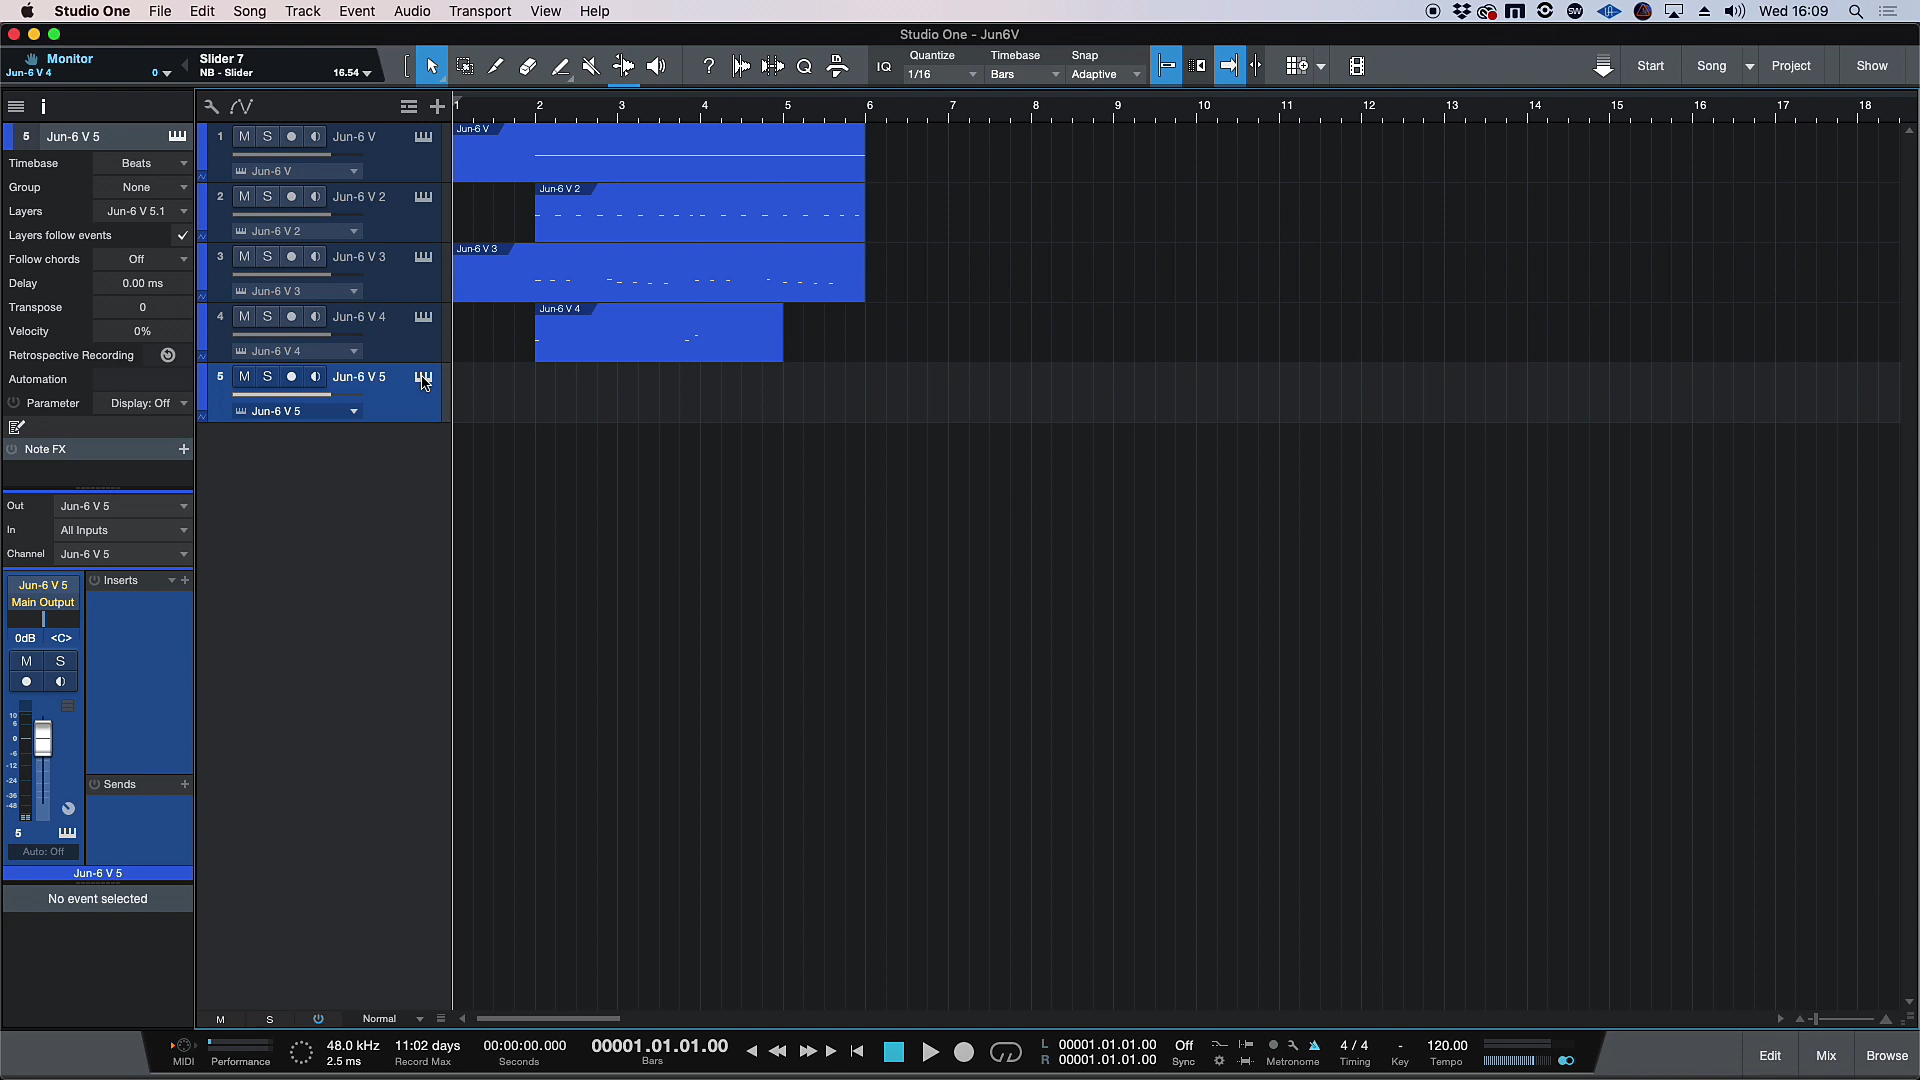 Studio One File Edit Song Track Event Audio Transport View Help Wed 16:09
Studio One - Jun6V
Monitor
Jun-6 V 4 0
Slider 7
NB - Slider 16.54
IQ
Quantize
1/16
Timebase
Bars
Snap
Adaptive
Start Song Project Show
1 2 3 4 5 6 7 8 9 10 11 12 13 14 15 16 17 18
5 Jun-6 V 5
Timebase Beats
Group None
Layers Jun-6 V 5.1
Layers follow events
Follow chords Off
Delay 0.00 ms
Transpose 0
Velocity 0%
Retrospective Recording
Automation
Parameter Display: Off
Note FX
Out Jun-6 V 5
In All Inputs
Channel Jun-6 V 5
Jun-6 V 5
Main Output
0dB <C>
M S
Inserts
Sends
10
6
0
-6
-12
-24
-36
-48
5
Auto: Off
Jun-6 V 5
No event selected
1 M S Jun-6 V
Jun-6 V
2 M S Jun-6 V 2
Jun-6 V 2
3 M S Jun-6 V 3
Jun-6 V 3
4 M S Jun-6 V 4
Jun-6 V 4
5 M S Jun-6 V 5
Jun-6 V 5
Jun-6 V
Jun-6 V 2
Jun-6 V 3
Jun-6 V 4
M S Normal
MIDI
Performance
48.0 kHz
2.5 ms
11:02 days
Record Max
00:00:00.000
Seconds
00001.01.01.00
Bars
L 00001.01.01.00
R 00001.01.01.00
Off
Sync
Metronome
4 / 4
Timing
-
Key
120.00
Tempo
Edit Mix Browse